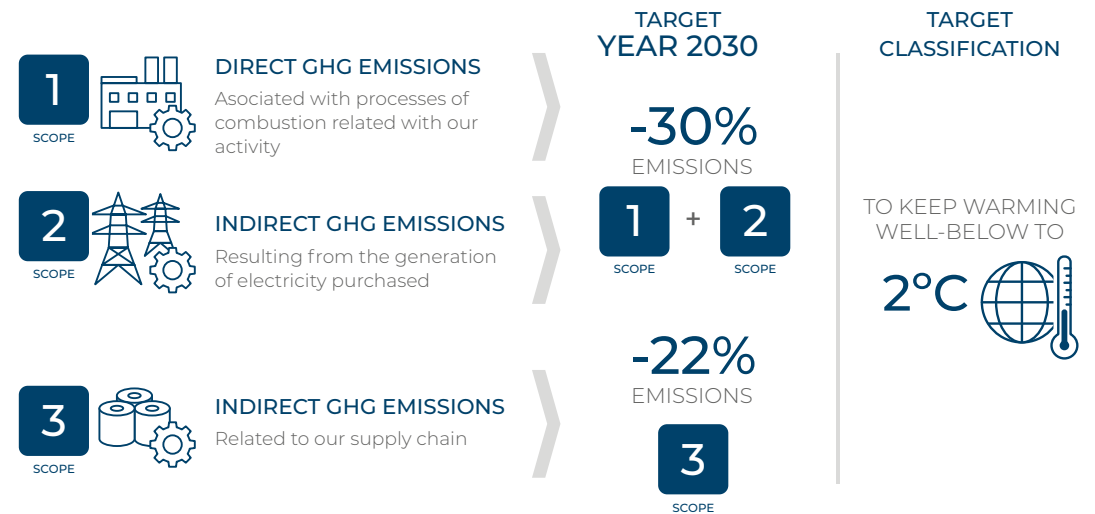 1
SCOPE
DIRECT GHG EMISSIONS
Asociated with processes of
combustion related with our
activity
2
SCOPE
INDIRECT GHG EMISSIONS
Resulting from the generation
of electricity purchased
3
SCOPE
INDIRECT GHG EMISSIONS
Related to our supply chain
TARGET
YEAR 2030
-30%
EMISSIONS
1 + 2
SCOPE SCOPE
-22%
EMISSIONS
3
SCOPE
TARGET
CLASSIFICATION
TO KEEP WARMING
WELL-BELOW TO
2°C